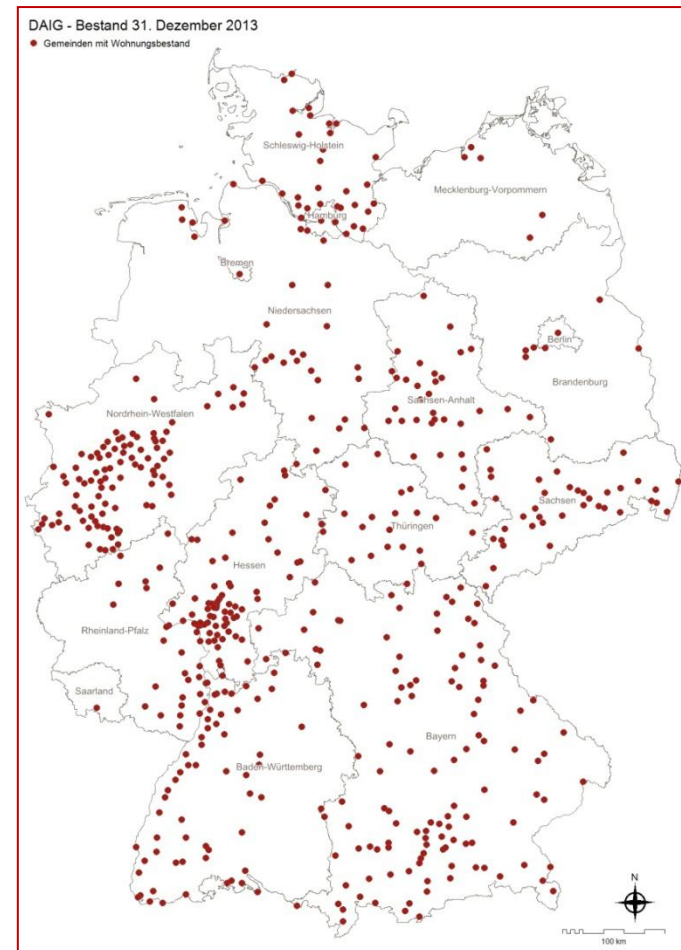 DAIG - Bestand 31. Dezember 2013
Gemeinden mit Wohnungsbestand
Schleswig-Holstein
Mecklenburg-Vorpommern
Hamburg
Bremen
Niedersachsen
Berlin
Brandenburg
Sachsen-Anhalt
Nordrhein-Westfalen
Sachsen
Thüringen
Hessen
Rheinland-Pfalz
Saarland
Bayern
Baden-Württemberg
N
100 km